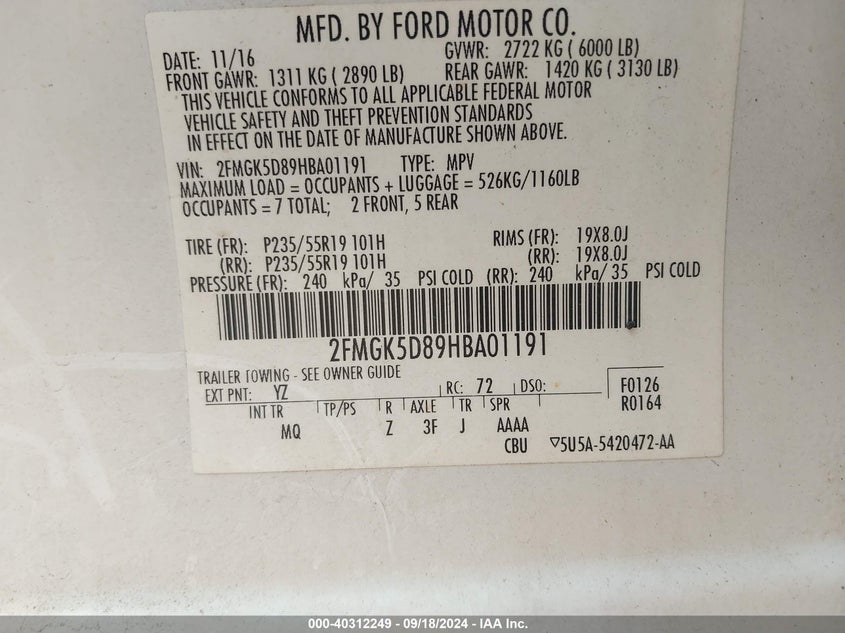 MFD. BY FORD MOTOR CO.
DATE: 11/16 GVWR: 2722 KG ( 6000 LB)
FRONT GAWR: 1311 KG ( 2890 LB) REAR GAWR: 1420 KG ( 3130 LB)
THIS VEHICLE CONFORMS TO ALL APPLICABLE FEDERAL MOTOR
VEHICLE SAFETY AND THEFT PREVENTION STANDARDS
IN EFFECT ON THE DATE OF MANUFACTURE SHOWN ABOVE.
VIN: 2FMGK5D89HBA01191 TYPE: MPV
MAXIMUM LOAD = OCCUPANTS + LUGGAGE = 526KG/1160LB
OCCUPANTS = 7 TOTAL; 2 FRONT, 5 REAR
TIRE (FR): P235/55R19 101H RIMS (FR): 19X8.0J
(RR): P235/55R19 101H (RR): 19X8.0J
PRESSURE (FR): 240 kPa/ 35 PSI COLD (RR): 240 kPa/ 35 PSI COLD
2FMGK5D89HBA01191
TRAILER TOWING - SEE OWNER GUIDE
EXT PNT: YZ RC: 72 DSO: F0126
INT TR TP/PS R AXLE TR SPR R0164
MQ Z 3F J AAAA
CBU ▽5U5A-5420472-AA
000-40312249 - 09/18/2024 - IAA Inc.